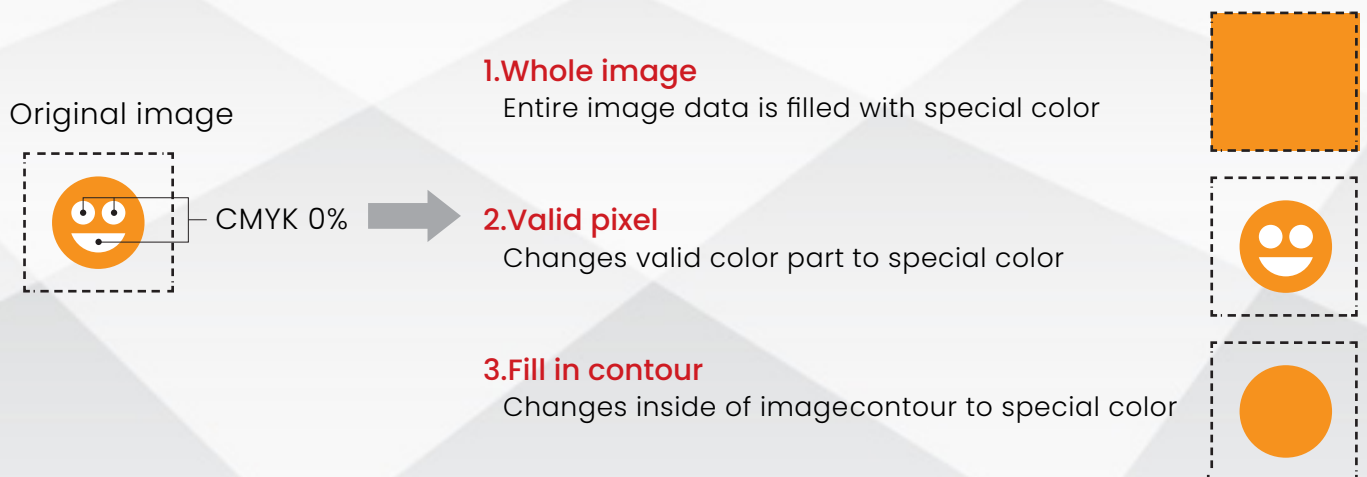 Original image
CMYK 0%
1.Whole image
Entire image data is filled with special color
2.Valid pixel
Changes valid color part to special color
3.Fill in contour
Changes inside of imagecontour to special color